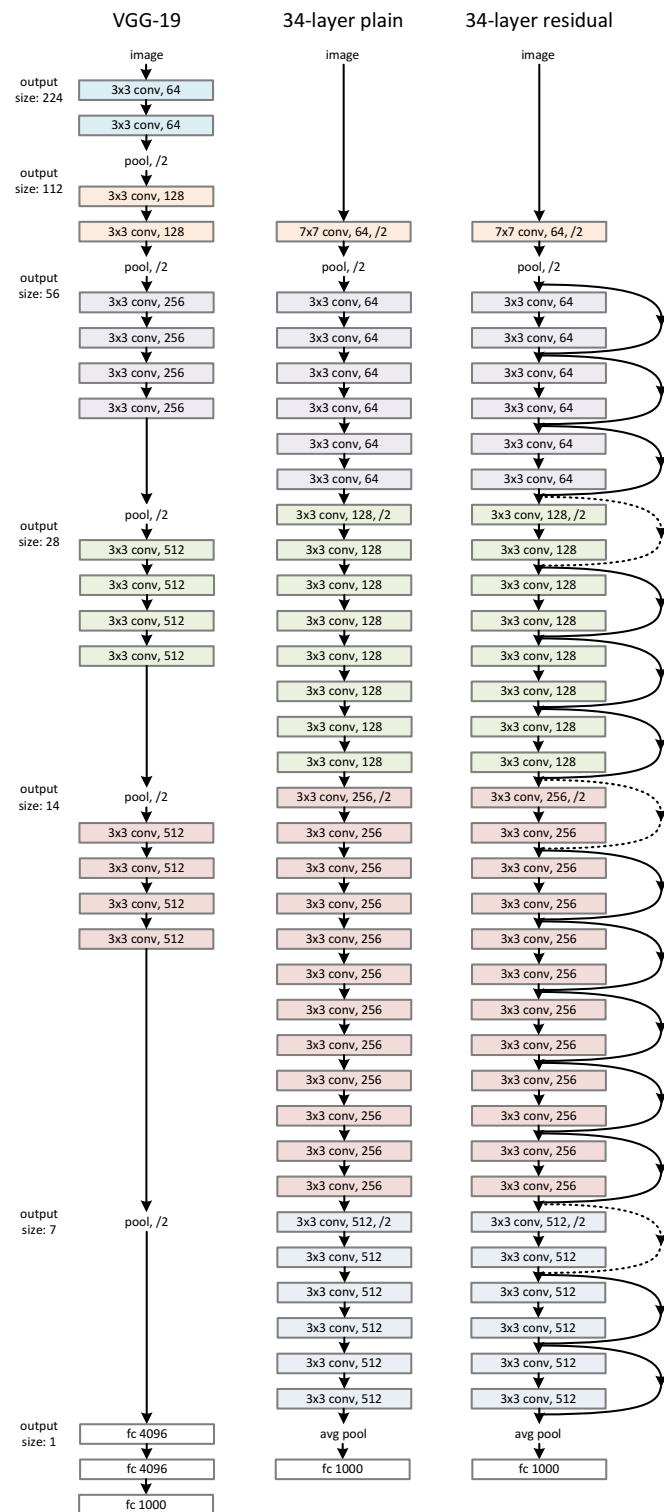 VGG-19
34-layer plain
34-layer residual
output
size: 224
output
size: 112
output
size: 56
output
size: 28
output
size: 14
output
size: 7
output
size: 1
image
3x3 conv, 64
3x3 conv, 64
pool, /2
3x3 conv, 128
3x3 conv, 128
pool, /2
3x3 conv, 256
3x3 conv, 256
3x3 conv, 256
3x3 conv, 256
pool, /2
3x3 conv, 512
3x3 conv, 512
3x3 conv, 512
3x3 conv, 512
pool, /2
3x3 conv, 512
3x3 conv, 512
3x3 conv, 512
3x3 conv, 512
pool, /2
fc 4096
fc 4096
fc 1000
image
7x7 conv, 64, /2
pool, /2
3x3 conv, 64
3x3 conv, 64
3x3 conv, 64
3x3 conv, 64
3x3 conv, 64
3x3 conv, 64
3x3 conv, 128, /2
3x3 conv, 128
3x3 conv, 128
3x3 conv, 128
3x3 conv, 128
3x3 conv, 128
3x3 conv, 128
3x3 conv, 128
3x3 conv, 256, /2
3x3 conv, 256
3x3 conv, 256
3x3 conv, 256
3x3 conv, 256
3x3 conv, 256
3x3 conv, 256
3x3 conv, 256
3x3 conv, 256
3x3 conv, 256
3x3 conv, 256
3x3 conv, 256
3x3 conv, 512, /2
3x3 conv, 512
3x3 conv, 512
3x3 conv, 512
3x3 conv, 512
3x3 conv, 512
avg pool
fc 1000
image
7x7 conv, 64, /2
pool, /2
3x3 conv, 64
3x3 conv, 64
3x3 conv, 64
3x3 conv, 64
3x3 conv, 64
3x3 conv, 64
3x3 conv, 128, /2
3x3 conv, 128
3x3 conv, 128
3x3 conv, 128
3x3 conv, 128
3x3 conv, 128
3x3 conv, 128
3x3 conv, 128
3x3 conv, 256, /2
3x3 conv, 256
3x3 conv, 256
3x3 conv, 256
3x3 conv, 256
3x3 conv, 256
3x3 conv, 256
3x3 conv, 256
3x3 conv, 256
3x3 conv, 256
3x3 conv, 256
3x3 conv, 256
3x3 conv, 512, /2
3x3 conv, 512
3x3 conv, 512
3x3 conv, 512
3x3 conv, 512
3x3 conv, 512
avg pool
fc 1000